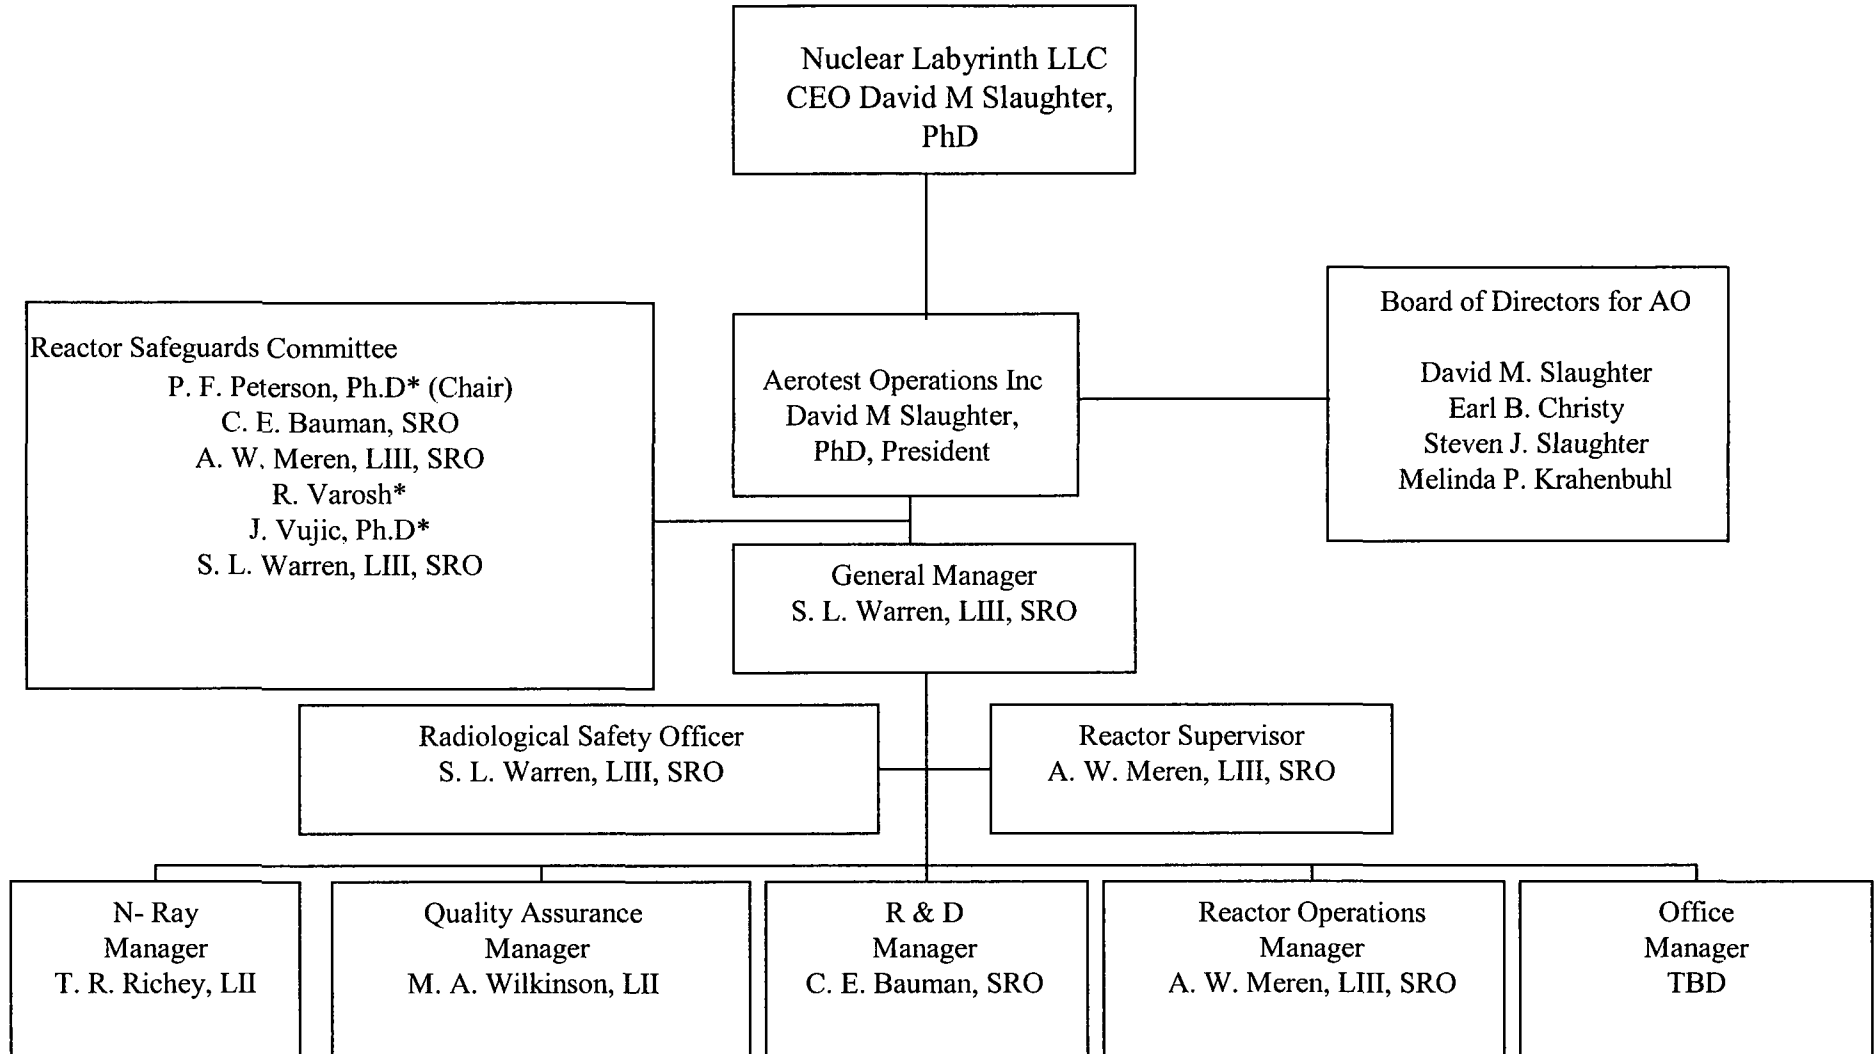 Nuclear Labyrinth LLC
CEO David M Slaughter,
PhD
Board of Directors for AO
David M. Slaughter
Earl B. Christy
Steven J. Slaughter
Melinda P. Krahenbuhl
Reactor Safeguards Committee
P. F. Peterson, Ph.D* (Chair)
C. E. Bauman, SRO
A. W. Meren, LIII, SRO
R. Varosh*
J. Vujic, Ph.D*
S. L. Warren, LIII, SRO
Aerotest Operations Inc
David M Slaughter,
PhD, President
General Manager
S. L. Warren, LIII, SRO
Radiological Safety Officer
S. L. Warren, LIII, SRO
Reactor Supervisor
A. W. Meren, LIII, SRO
N- Ray
Manager
T. R. Richey, LII
Quality Assurance
Manager
M. A. Wilkinson, LII
R & D
Manager
C. E. Bauman, SRO
Reactor Operations
Manager
A. W. Meren, LIII, SRO
Office
Manager
TBD